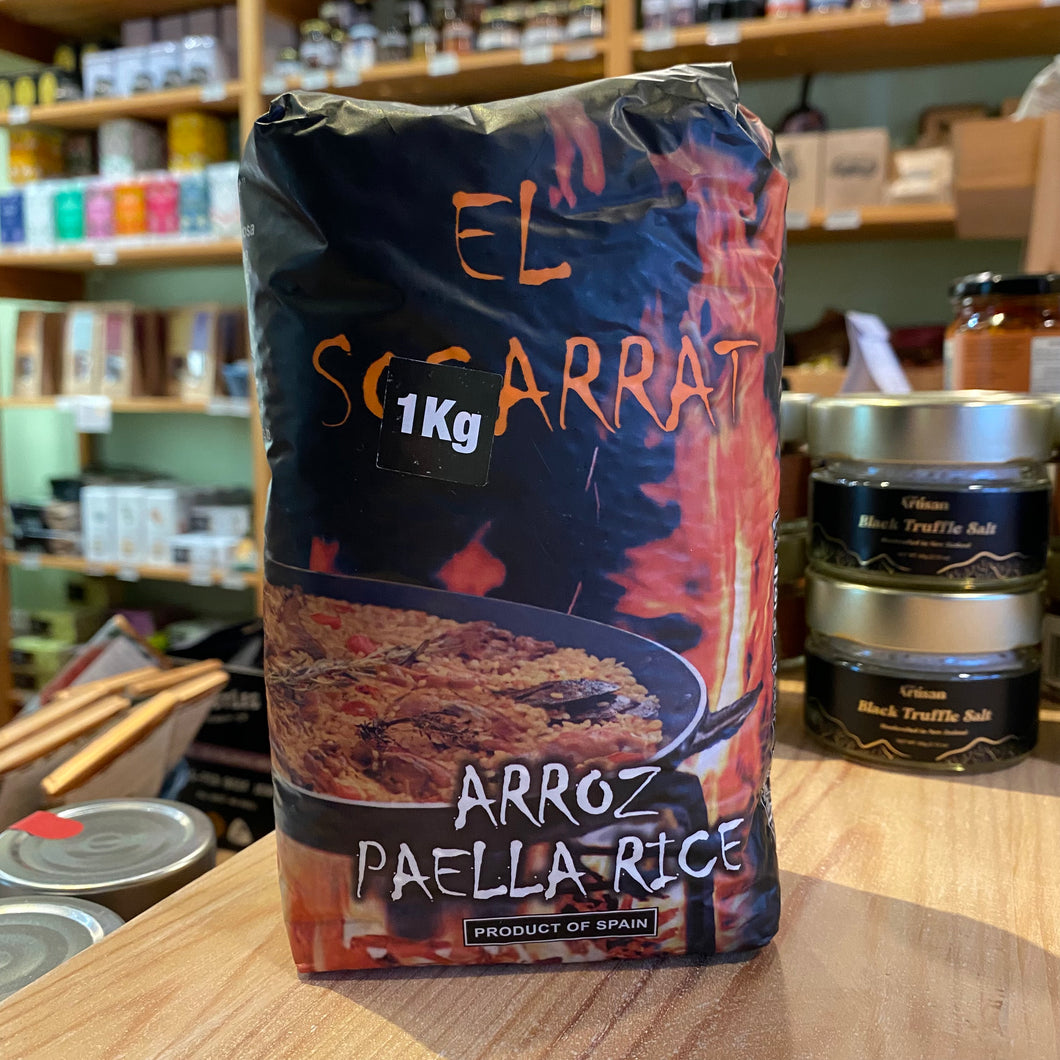 EL
SOCARRAT
1Kg
ARROZ
PAELLA RICE
PRODUCT OF SPAIN
Black Truffle Salt
Black Truffle Salt